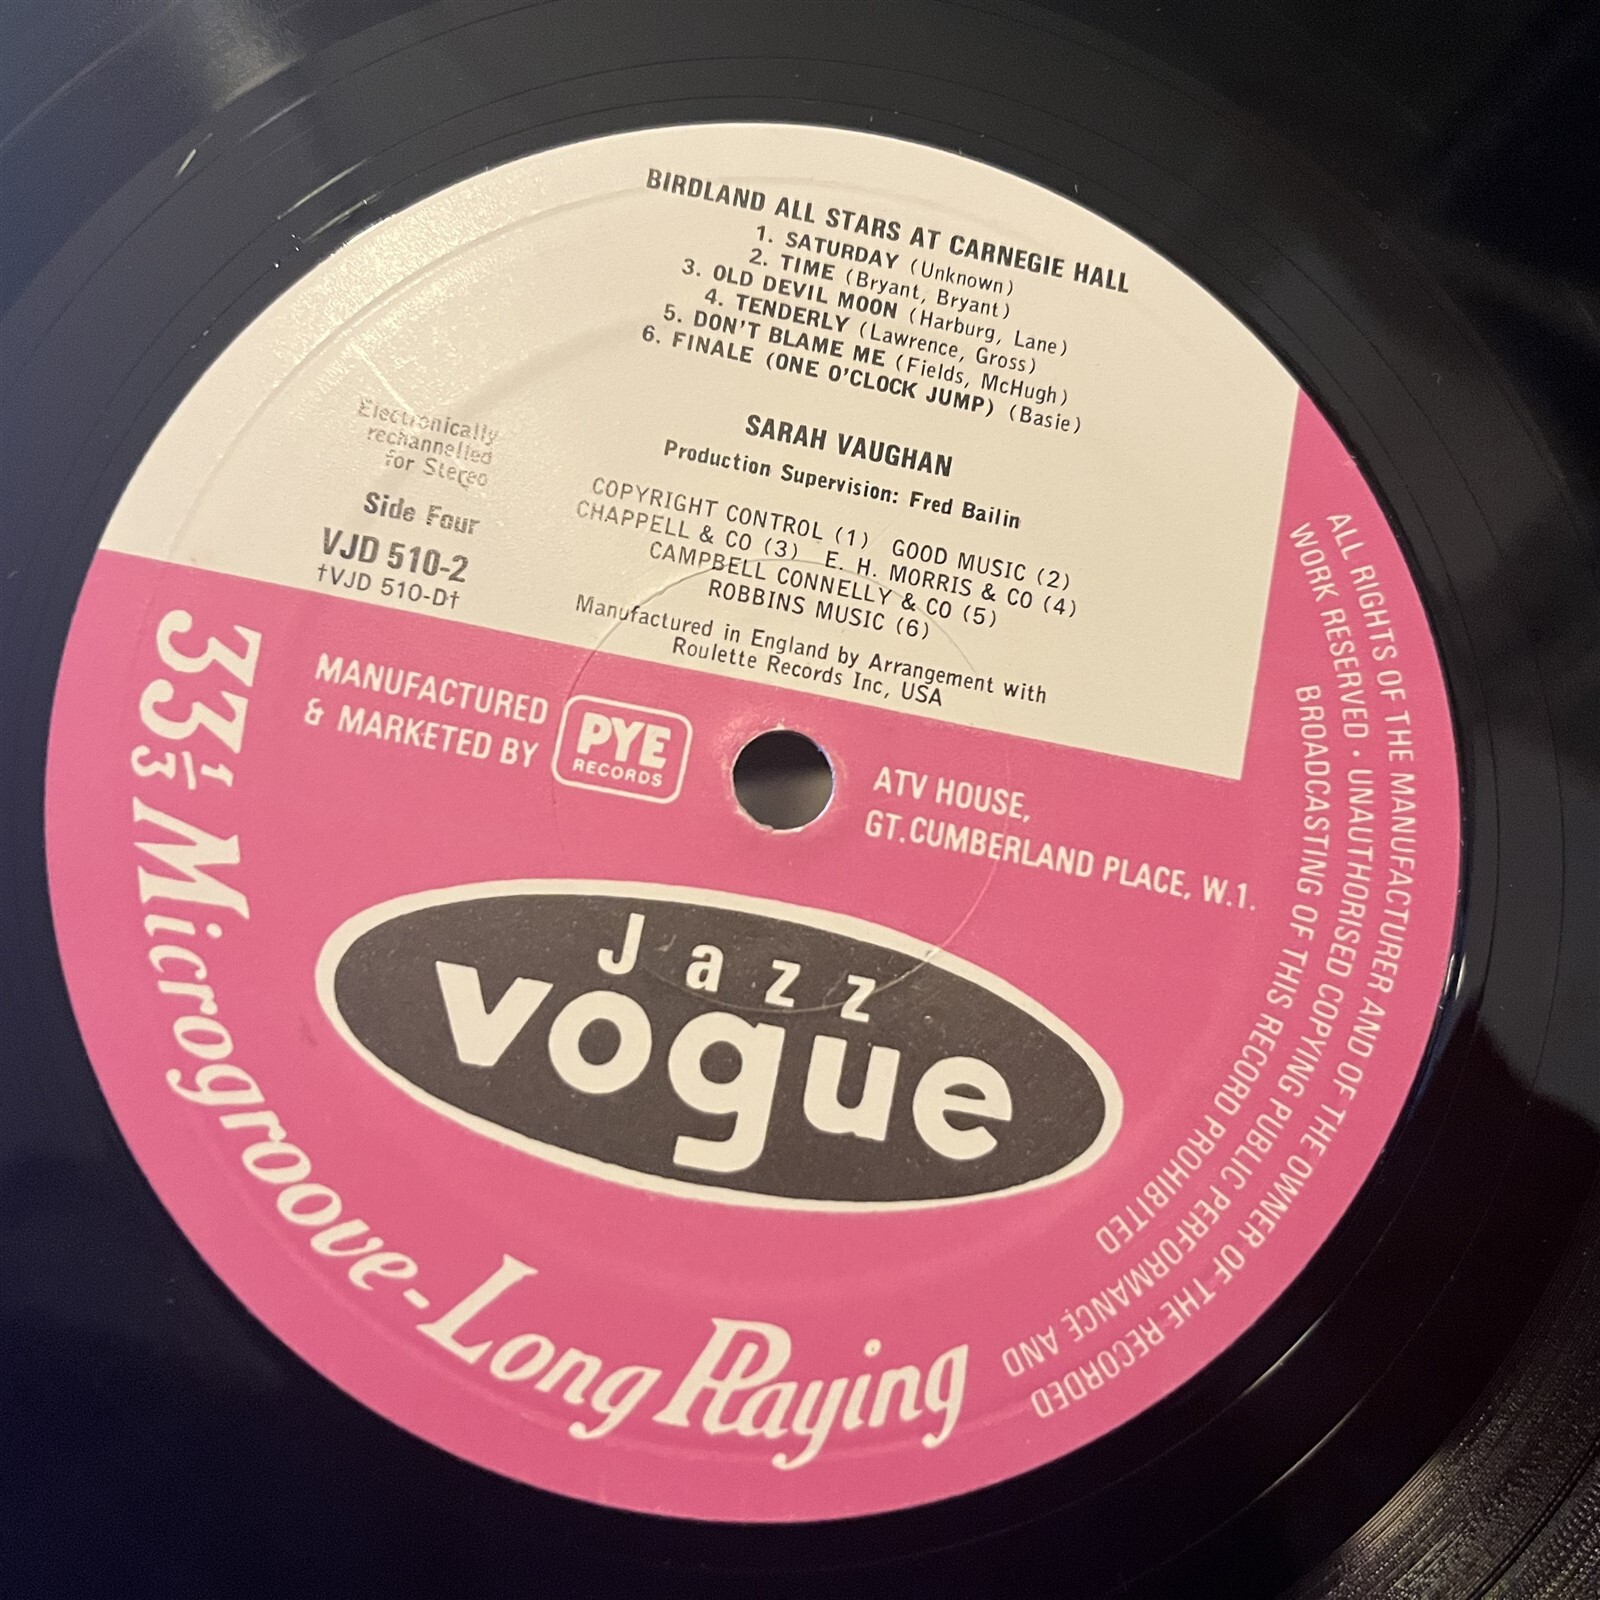 BIRDLAND ALL STARS AT CARNEGIE HALL
1. SATURDAY (Unknown)
2. TIME (Bryant, Bryant)
3. OLD DEVIL MOON (Harburg, Lane)
4. TENDERLY (Lawrence, Gross)
5. DON'T BLAME ME (Fields, McHugh)
6. FINALE (ONE O'CLOCK JUMP) (Basie)
SARAH VAUGHAN
Production Supervision: Fred Bailin
Electronically
rechannelled
for Stereo
Side Four
VJD 510-2
†VJD 510-D†
COPYRIGHT CONTROL (1) GOOD MUSIC (2)
CHAPPELL & CO (3) E. H. MORRIS & CO (4)
CAMPBELL CONNELLY & CO (5)
ROBBINS MUSIC (6)
Manufactured in England by Arrangement with
Roulette Records Inc, USA
MANUFACTURED
& MARKETED BY
PYE
RECORDS
ATV HOUSE,
GT.CUMBERLAND PLACE, W.1.
Jazz
vogue
33⅓ Microgroove-Long Playing
ALL RIGHTS OF THE MANUFACTURER AND OF THE OWNER OF THE RECORDED
WORK RESERVED · UNAUTHORISED COPYING PUBLIC PERFORMANCE AND
BROADCASTING OF THIS RECORD PROHIBITED